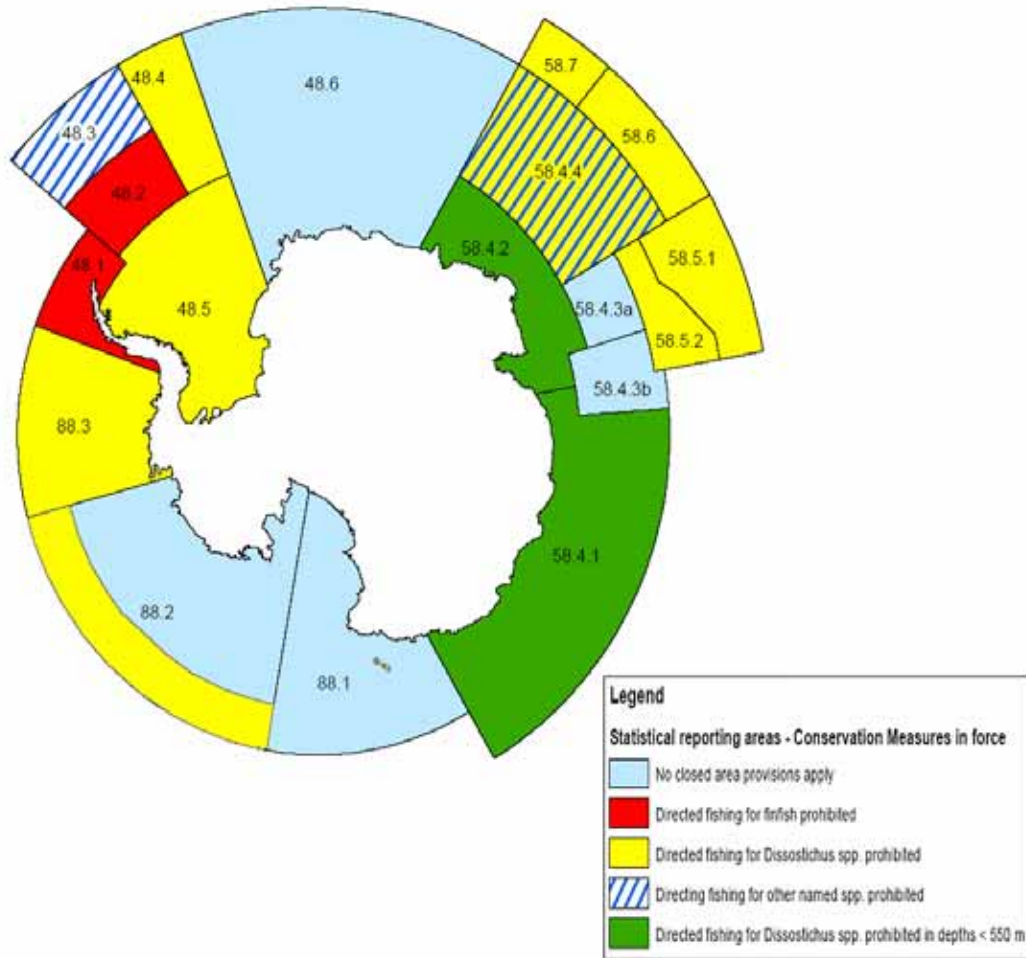 48.6
58.7
48.4
48.3
58.6
58.4.4
48.2
48.1
58.4.2
58.5.1
48.5
58.4.3a
58.5.2
58.4.3b
88.3
58.4.1
88.2
88.1
Legend
Statistical reporting areas - Conservation Measures in force
No closed area provisions apply
Directed fishing for finfish prohibited
Directed fishing for Dissostichus spp. prohibited
Directing fishing for other named spp. prohibited
Directed fishing for Dissostichus spp. prohibited in depths < 550 m